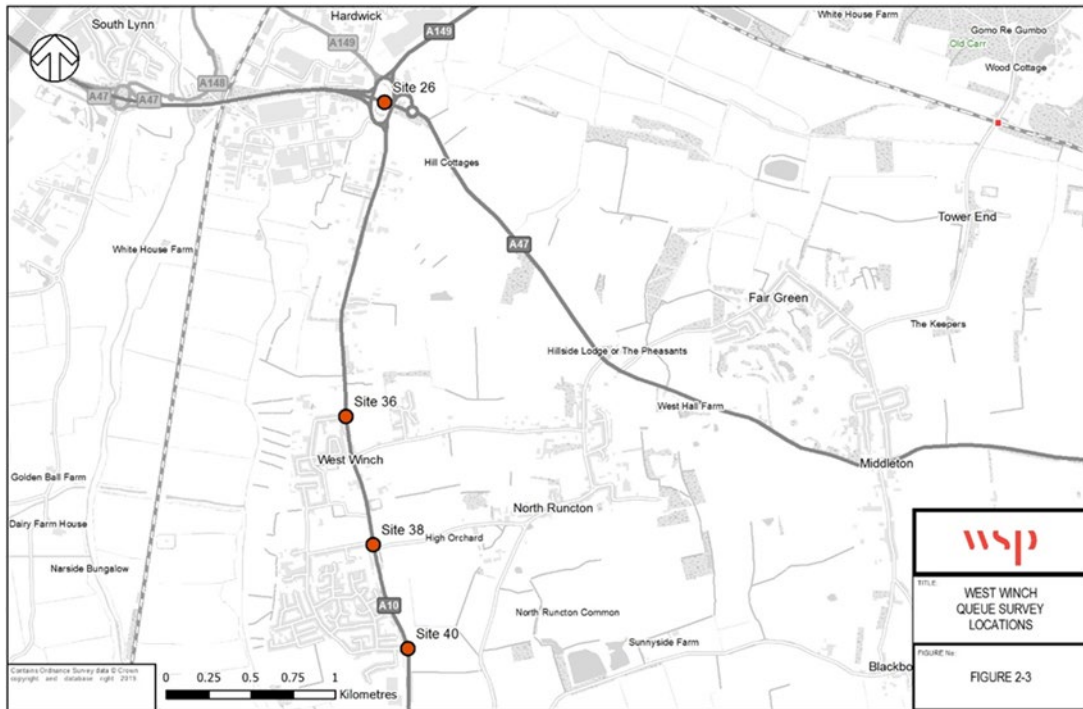 South Lynn
Hardwick
A149
A149
White House Farm
Gomo Re Gumbo
Old Carr
Wood Cottage
A148
A47
A47
Site 26
Hill Cottages
Tower End
White House Farm
A47
Fair Green
The Keepers
Hillside Lodge or The Pheasants
West Hall Farm
Site 36
West Winch
Middleton
Golden Ball Farm
North Runcton
Dairy Farm House
Site 38
High Orchard
Narside Bungalow
A10
North Runcton Common
Sunnyside Farm
Site 40
Blackbo
wsp
TITLE:
WEST WINCH
QUEUE SURVEY
LOCATIONS
FIGURE No:
FIGURE 2-3
Contains Ordnance Survey data © Crown
copyright and database right 2019
0 0.25 0.5 0.75 1
Kilometres